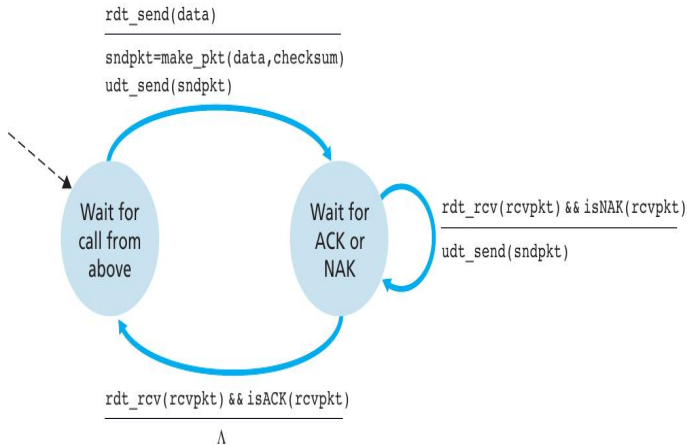 rdt_send(data)
sndpkt=make_pkt(data,checksum)
udt_send(sndpkt)
Wait for
call from
above
Wait for
ACK or
NAK
rdt_rcv(rcvpkt) && isNAK(rcvpkt)
udt_send(sndpkt)
rdt_rcv(rcvpkt) && isACK(rcvpkt)
Λ